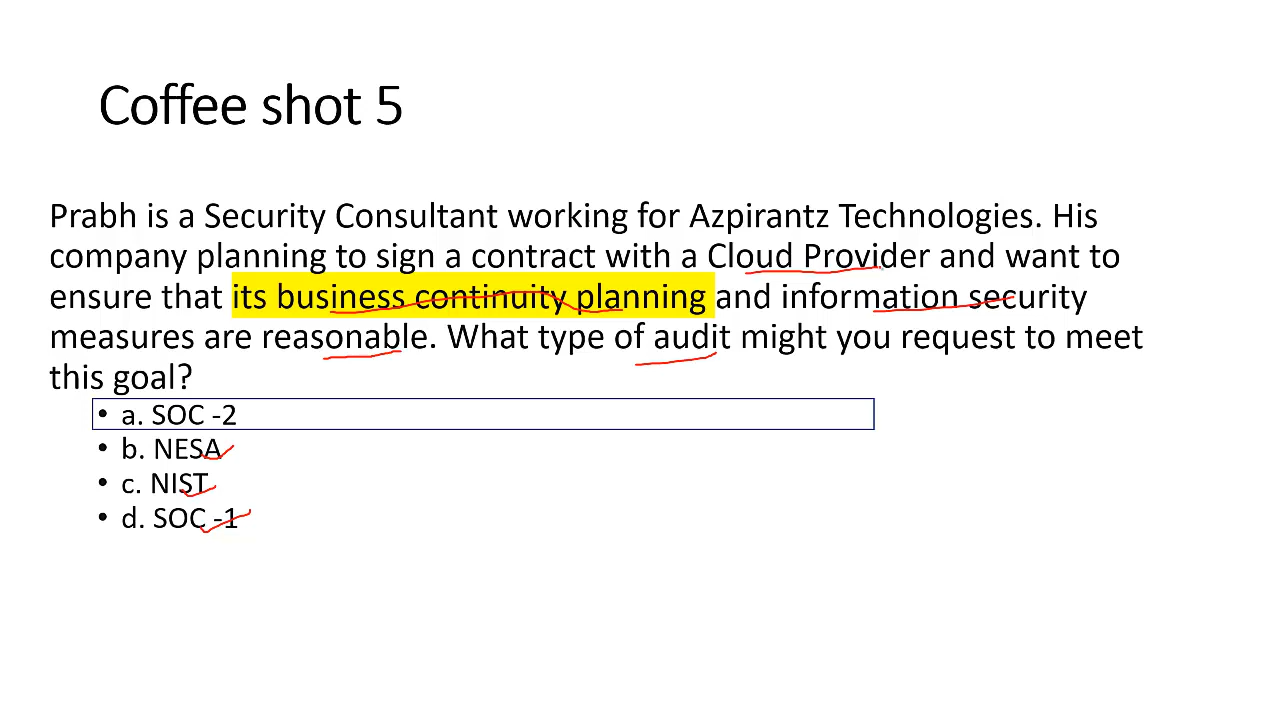 Coffee shot 5
Prabh is a Security Consultant working for Azpirantz Technologies. His
company planning to sign a contract with a Cloud Provider and want to
ensure that its business continuity planning and information security
measures are reasonable. What type of audit might you request to meet
this goal?
• a. SOC -2
• b. NESA
• c. NIST
• d. SOC -1